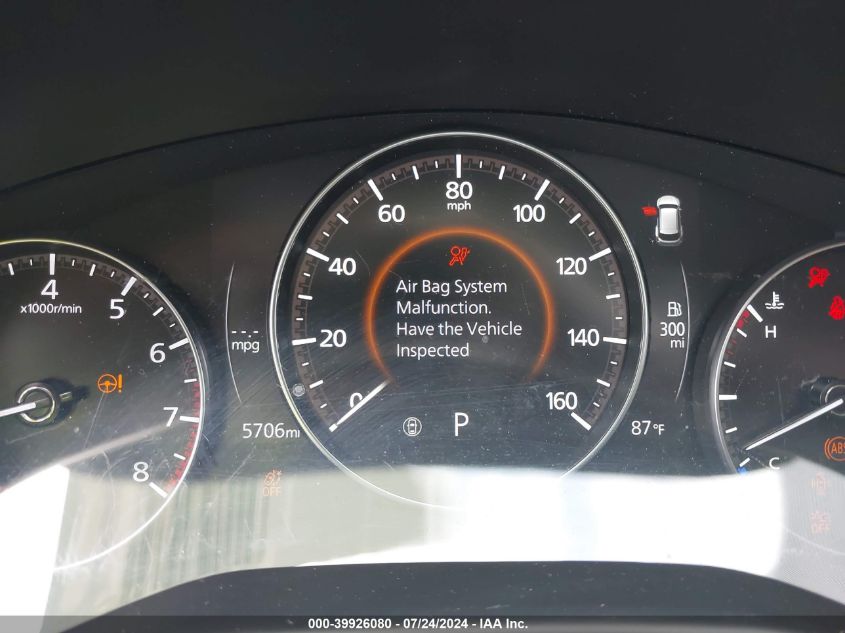 80
mph
60
100
40
120
20
140
0
160
Air Bag System
Malfunction.
Have the Vehicle
Inspected
4
x1000r/min
5
6
7
8
-.-
mpg
5706mi
P
300
mi
87°F
H
C
ABS
OFF
000-39926080 - 07/24/2024 - IAA Inc.